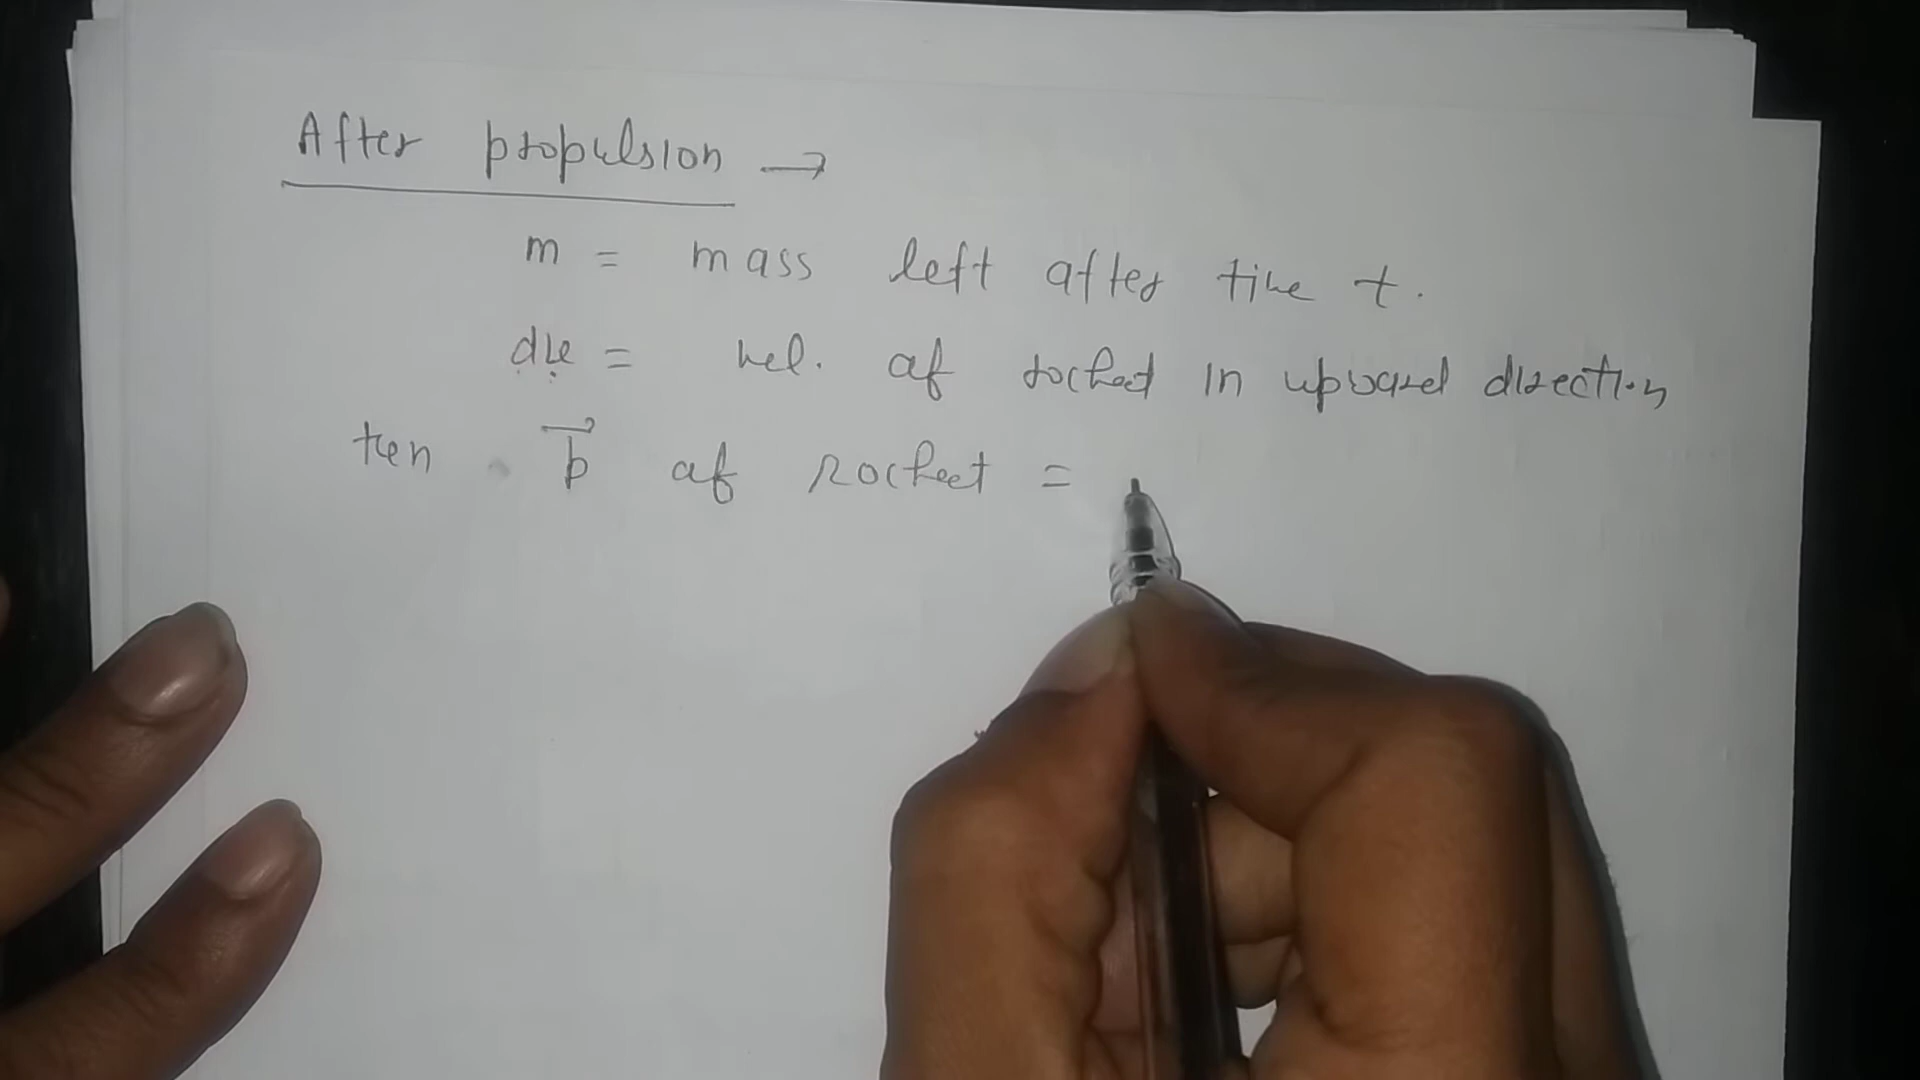 After propulsion →
m = mass left after time t.
dv = vel. of rocket in upward direction
then p⃗ of rocket =